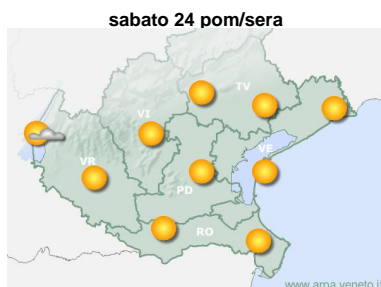 sabato 24 pom/sera
TV
VI
VE
VR
PD
RO
www.arpa.veneto.it